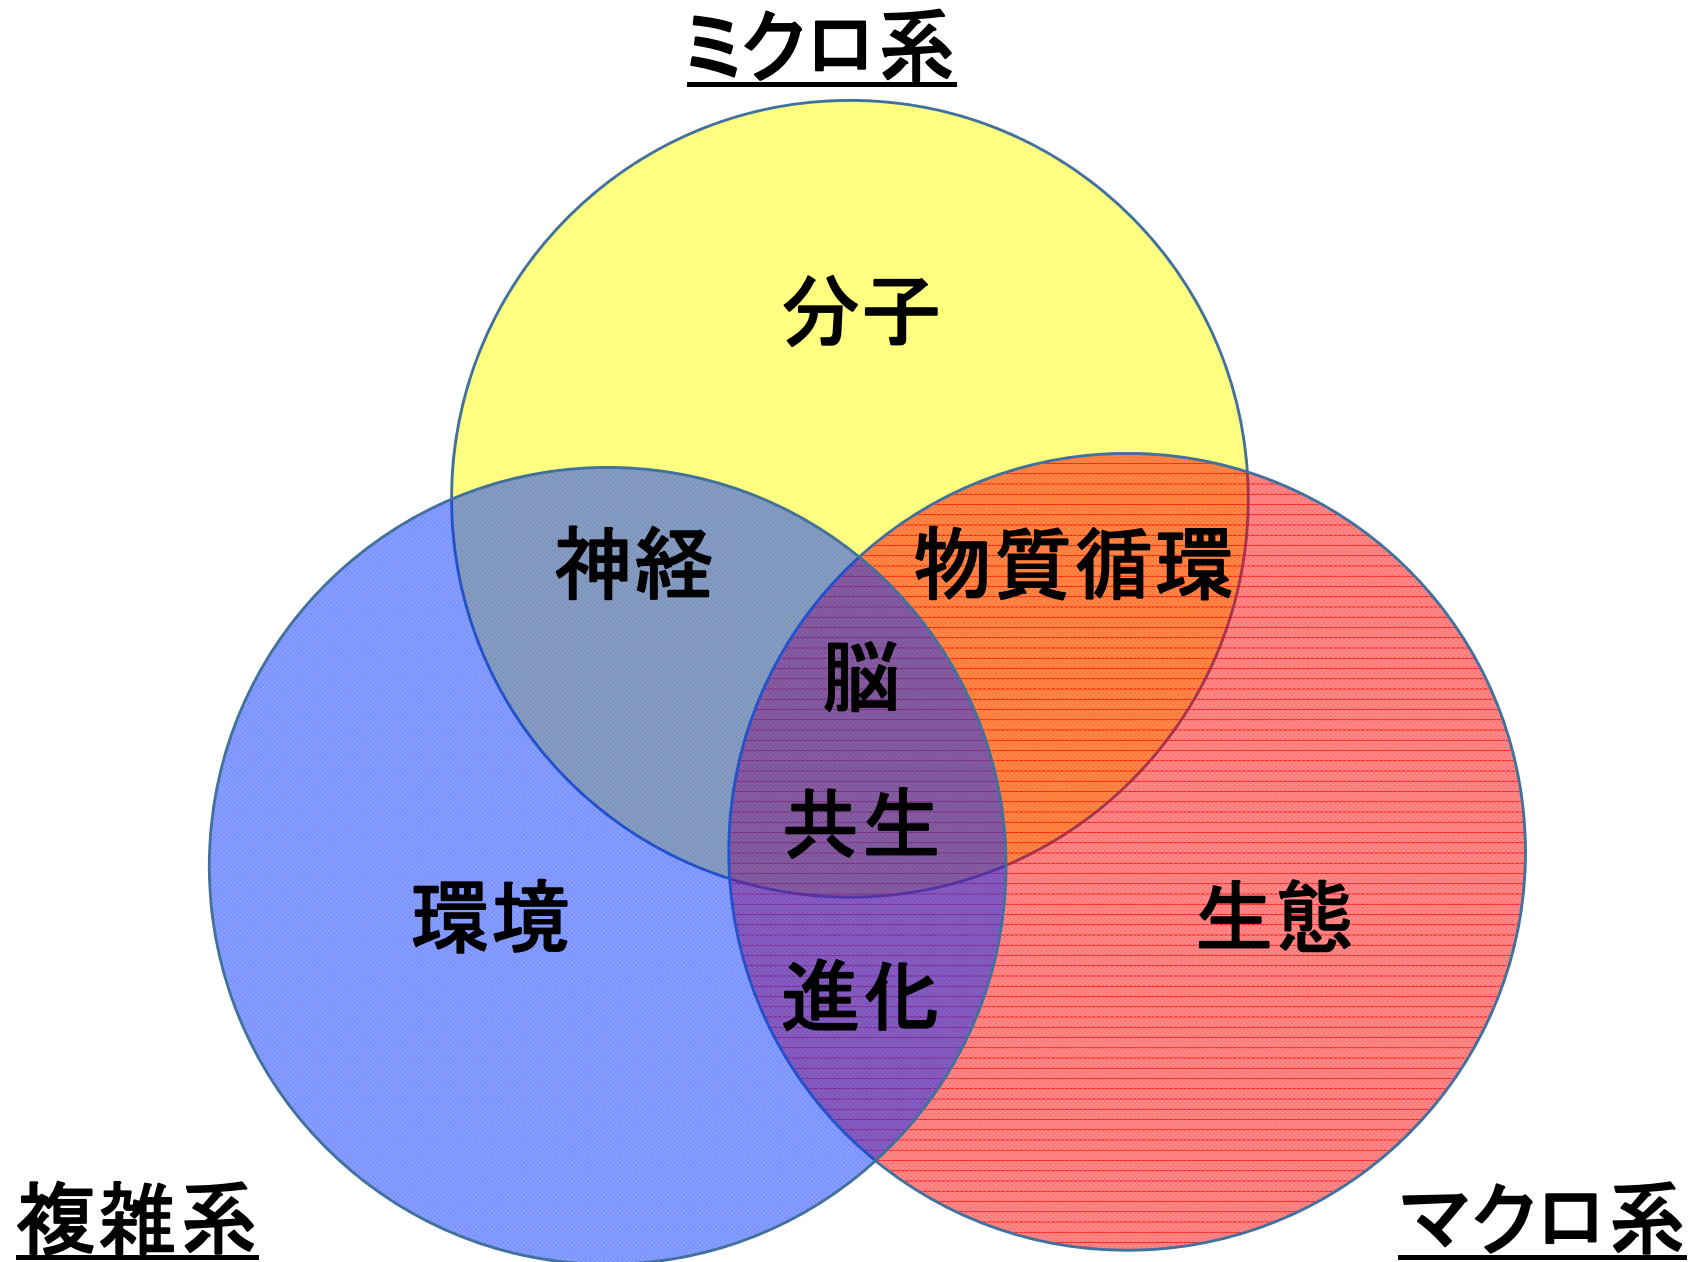 ミクロ系
分子
神経
物質循環
脳
共生
環境
生態
進化
複雑系
マクロ系